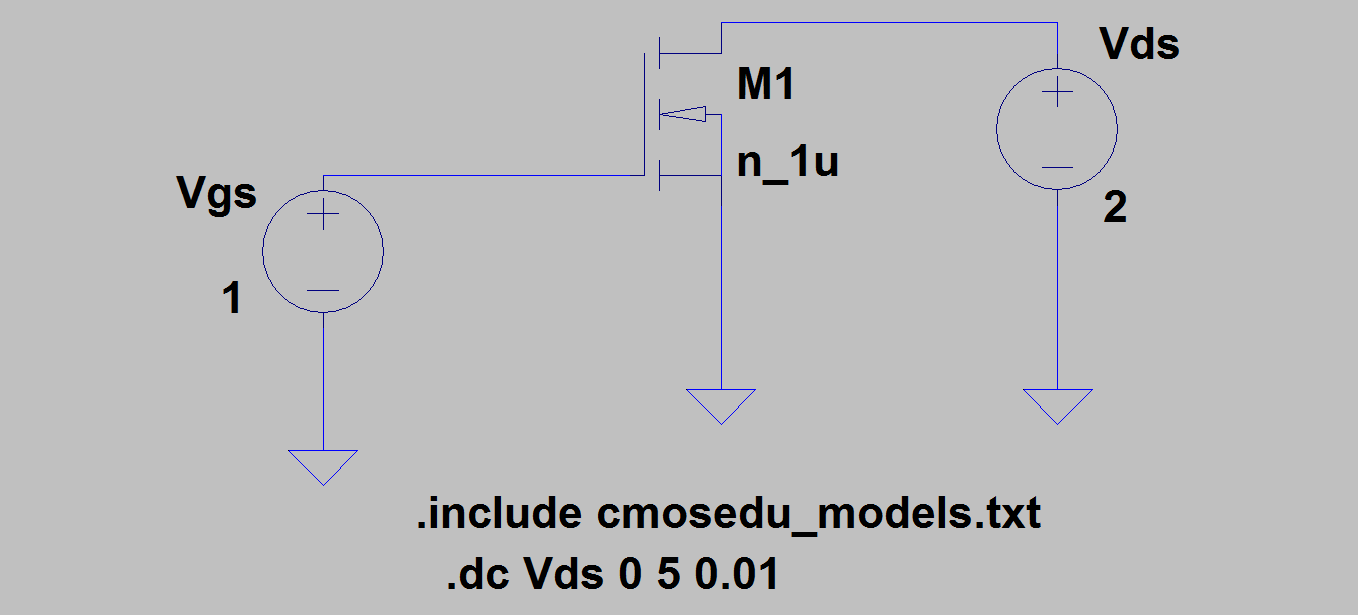 Vds
M1
n_1u
Vgs
2
1
.include cmosedu_models.txt
.dc Vds 0 5 0.01